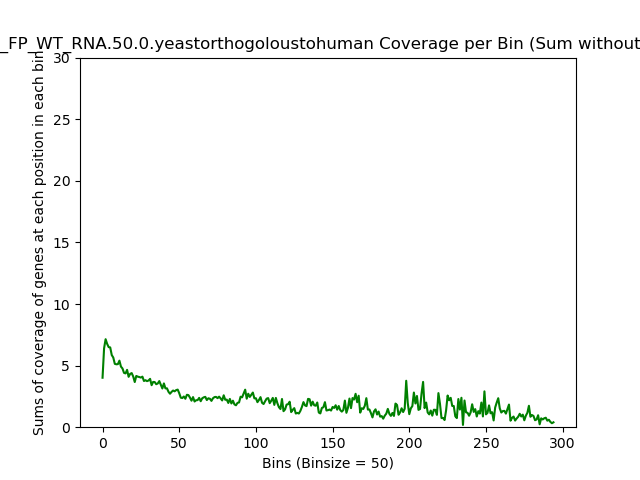 _FP_WT_RNA.50.0.yeastorthogoloustohuman Coverage per Bin (Sum without
Sums of coverage of genes at each position in each bin
30
25
20
15
10
5
0
0 50 100 150 200 250 300
Bins (Binsize = 50)